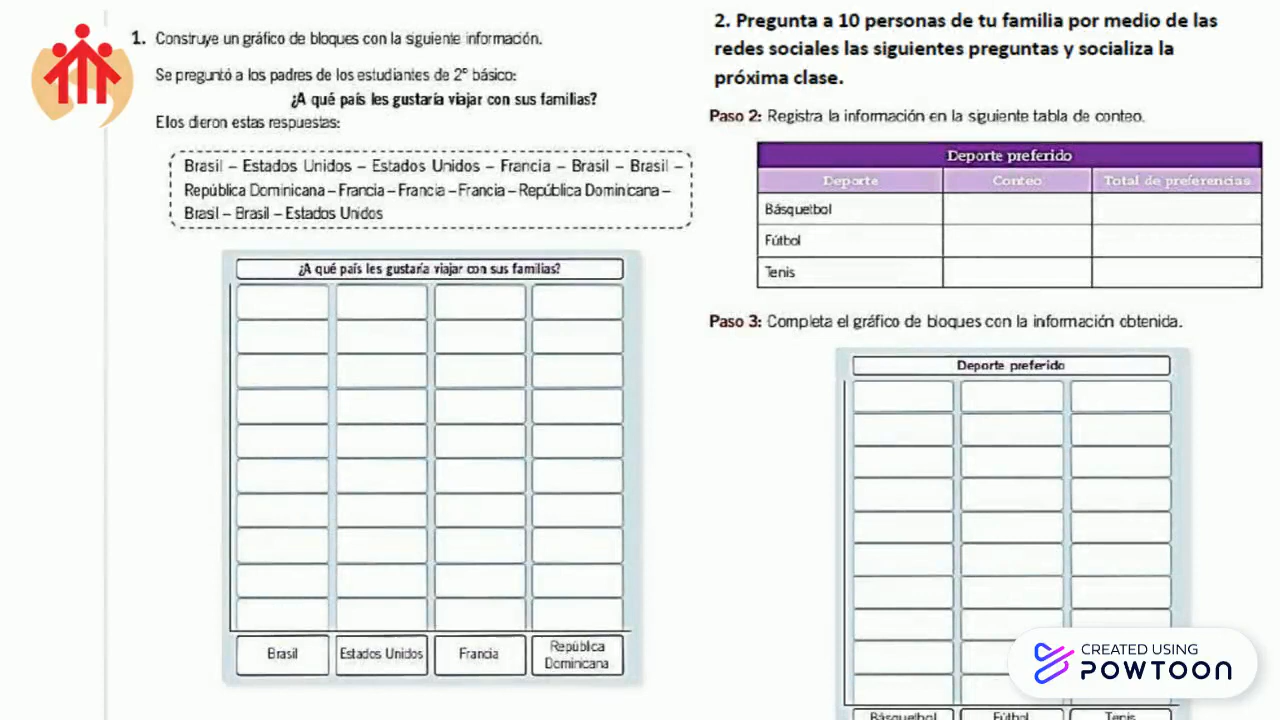 1. Construye un gráfico de bloques con la siguiente información.
Se preguntó a los padres de los estudiantes de 2° básico:
¿A qué país les gustaría viajar con sus familias?
Ellos dieron estas respuestas:
Brasil – Estados Unidos – Estados Unidos – Francia – Brasil – Brasil –
República Dominicana – Francia – Francia – Francia – República Dominicana –
Brasil – Brasil – Estados Unidos
¿A qué país les gustaría viajar con sus familias?
Brasil
Estados Unidos
Francia
República
Dominicana
2. Pregunta a 10 personas de tu familia por medio de las
redes sociales las siguientes preguntas y socializa la
próxima clase.
Paso 2: Registra la información en la siguiente tabla de conteo.
Deporte preferido
Deporte Conteo Total de preferencias
Básquetbol
Fútbol
Tenis
Paso 3: Completa el gráfico de bloques con la información obtenida.
Deporte preferido
Básquetbol
Fútbol
Tenis
CREATED USING
POWTOON